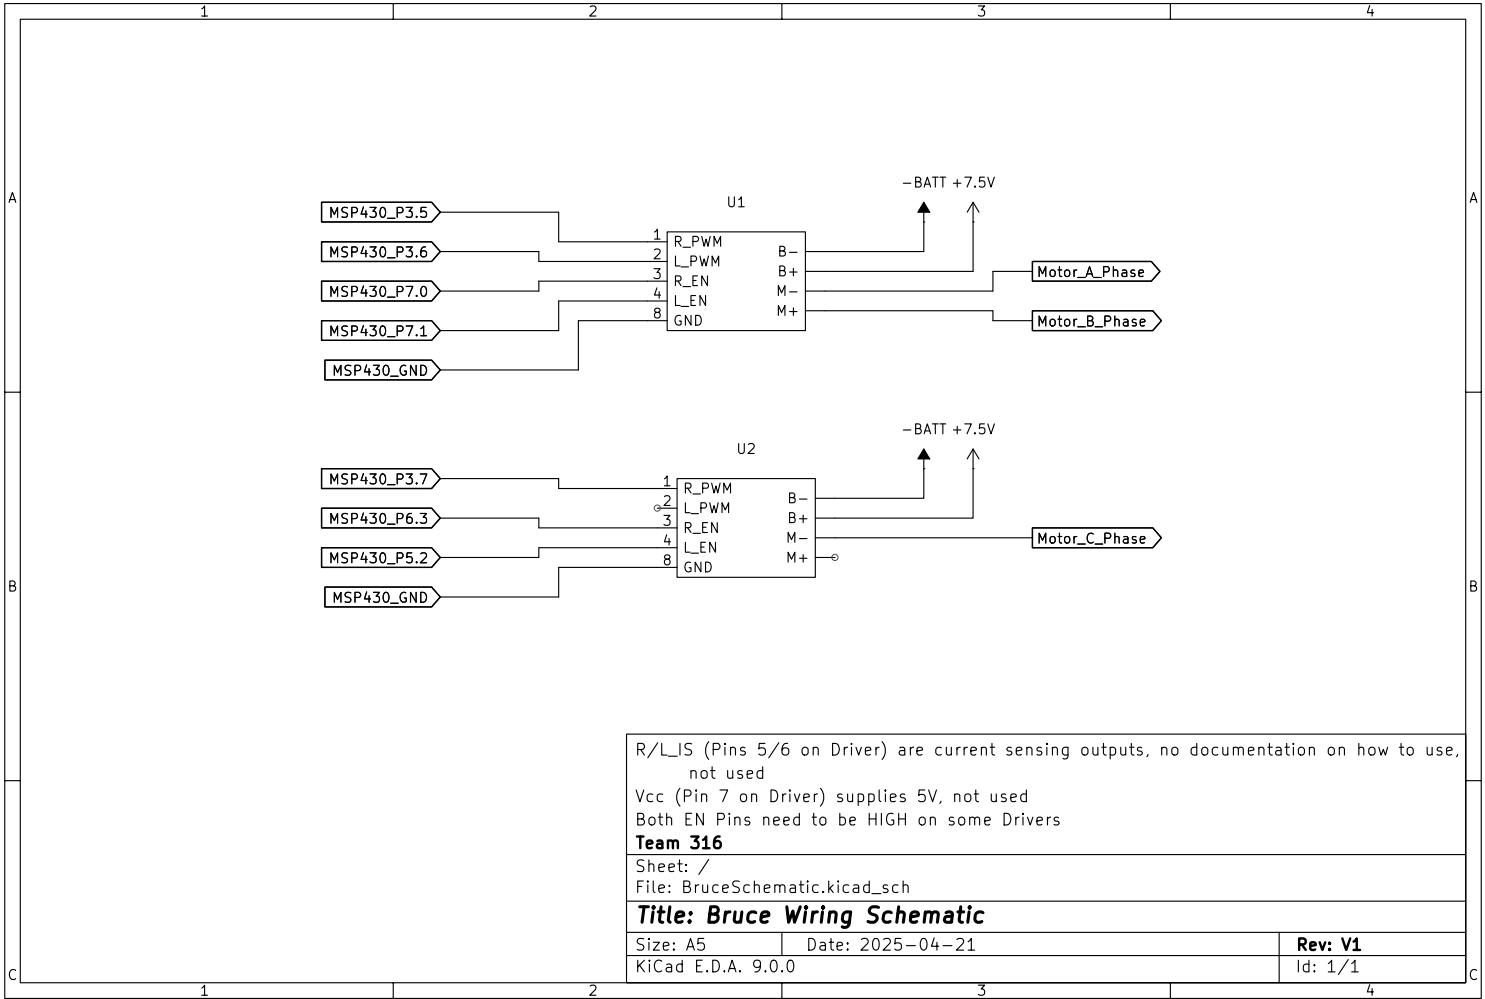 1 2 3 4
A A
-BATT +7.5V
U1
MSP430_P3.5
MSP430_P3.6
MSP430_P7.0
MSP430_P7.1
MSP430_GND
1 R_PWM
2 L_PWM
3 R_EN
4 L_EN
8 GND
B-
B+
M-
M+
Motor_A_Phase
Motor_B_Phase
-BATT +7.5V
U2
MSP430_P3.7
MSP430_P6.3
MSP430_P5.2
MSP430_GND
1 R_PWM
2 L_PWM
3 R_EN
4 L_EN
8 GND
B-
B+
M-
M+
Motor_C_Phase
B B
R/L_IS (Pins 5/6 on Driver) are current sensing outputs, no documentation on how to use,
not used
Vcc (Pin 7 on Driver) supplies 5V, not used
Both EN Pins need to be HIGH on some Drivers
Team 316
Sheet: /
File: BruceSchematic.kicad_sch
Title: Bruce Wiring Schematic
Size: A5 Date: 2025-04-21 Rev: V1
KiCad E.D.A. 9.0.0 Id: 1/1
C C
1 2 3 4